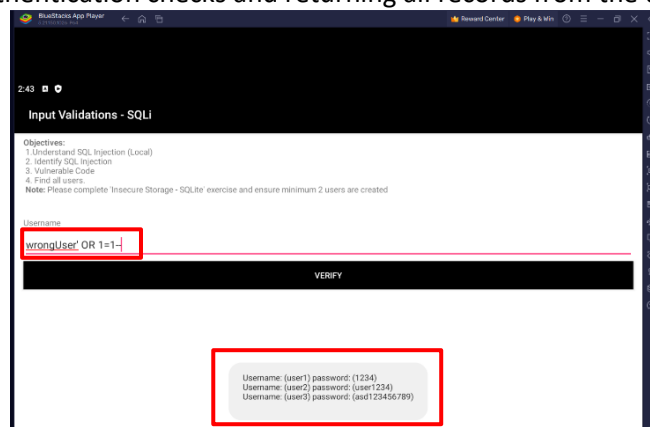 thentication checks and returning all records from the
BlueStacks App Player
Reward Center Play & Win
2:43
Input Validations - SQLi
Objectives:
1.Understand SQL Injection (Local)
2. Identify SQL Injection
3. Vulnerable Code
4. Find all users.
Note: Please complete 'Insecure Storage - SQLite' exercise and ensure minimum 2 users are created
Username
wrongUser' OR 1=1--
VERIFY
Username: (user1) password: (1234)
Username: (user2) password: (user1234)
Username: (user3) password: (asd123456789)